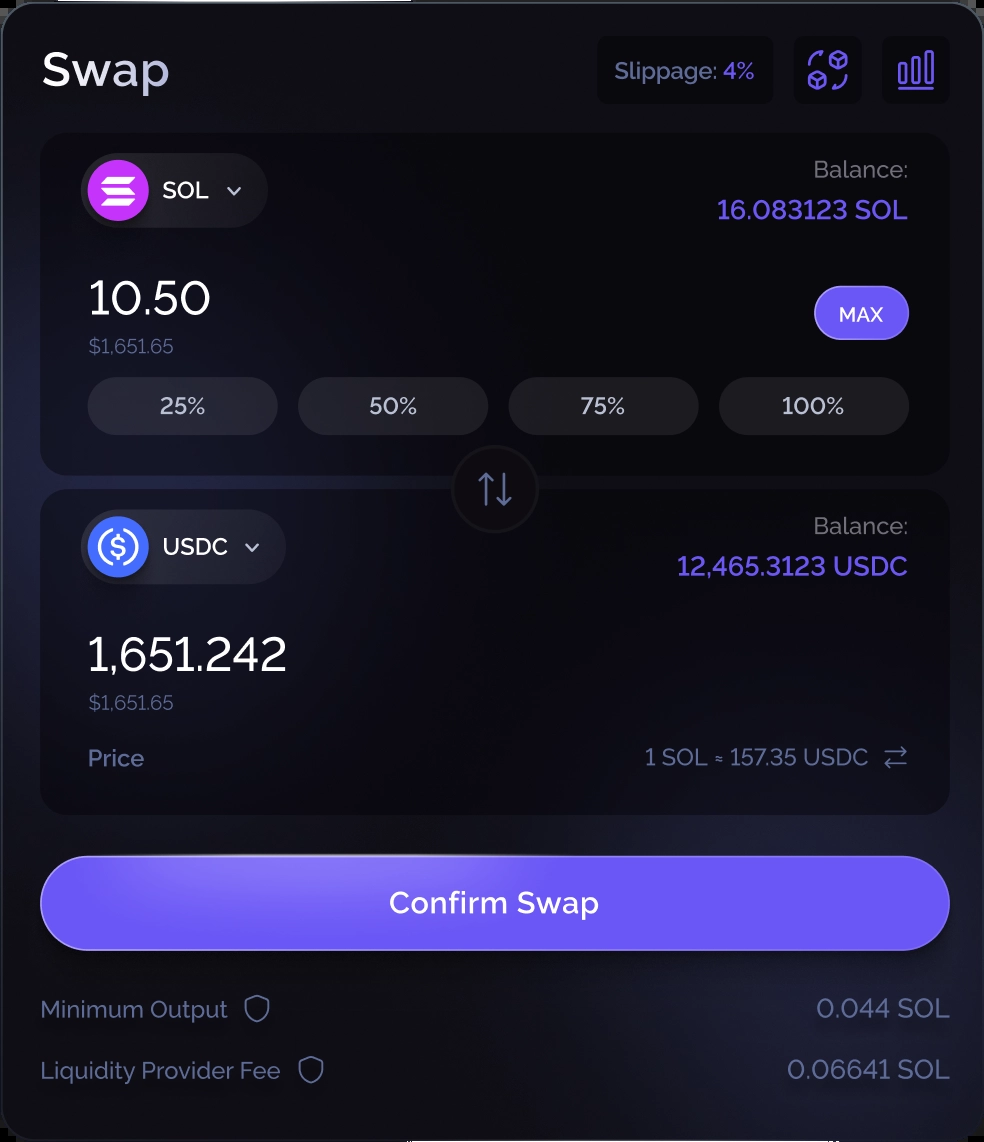 Swap
Slippage: 4%
SOL
Balance:
16.083123 SOL
10.50
MAX
$1,651.65
25%
50%
75%
100%
USDC
Balance:
12,465.3123 USDC
1,651.242
$1,651.65
Price
1 SOL ≈ 157.35 USDC
Confirm Swap
Minimum Output
0.044 SOL
Liquidity Provider Fee
0.06641 SOL